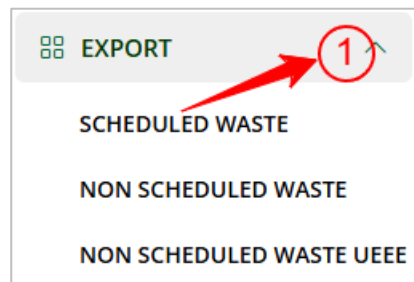 EXPORT 1
SCHEDULED WASTE
NON SCHEDULED WASTE
NON SCHEDULED WASTE UEEE